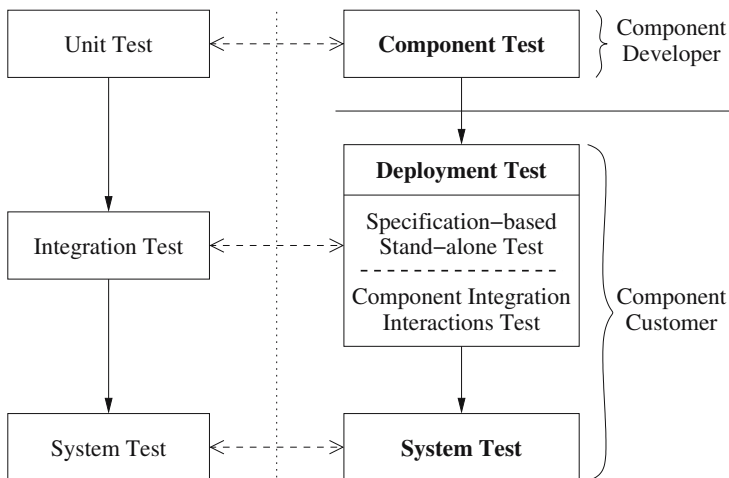 Unit Test
Component Test
Component
Developer
Deployment Test
Specification−based
Stand−alone Test
Integration Test
Component Integration
Interactions Test
Component
Customer
System Test
System Test